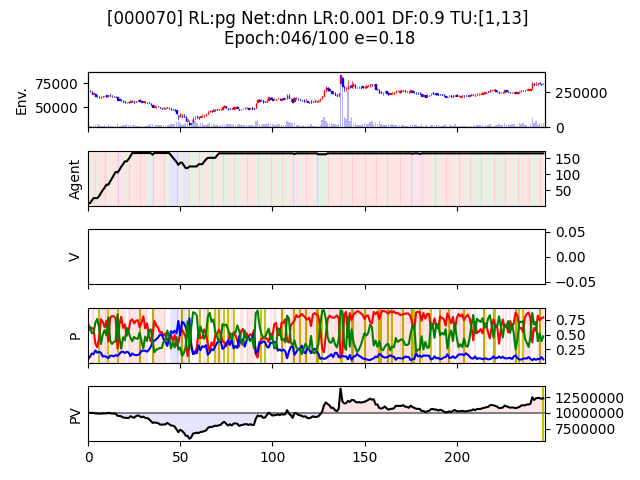 [000070] RL:pg Net:dnn LR:0.001 DF:0.9 TU:[1,13]
Epoch:046/100 e=0.18
Env.
75000
50000
250000
0
Agent
150
100
50
V
0.05
0.00
−0.05
P
0.75
0.50
0.25
PV
12500000
10000000
7500000
0 50 100 150 200